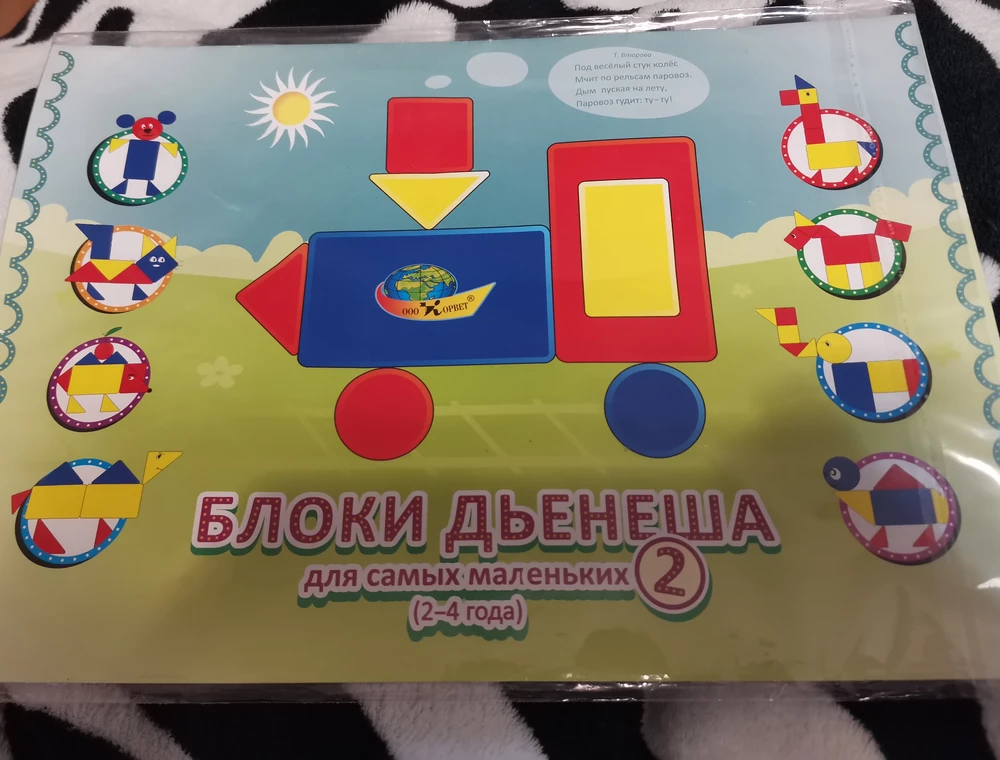 Т. Второва
Под весёлый стук колёс
Мчит по рельсам паровоз.
Дым пуская на лету,
Паровоз гудит: ту-ту!
ООО КОРВЕТ®
БЛОКИ ДЬЕНЕША
для самых маленьких 2
(2-4 года)